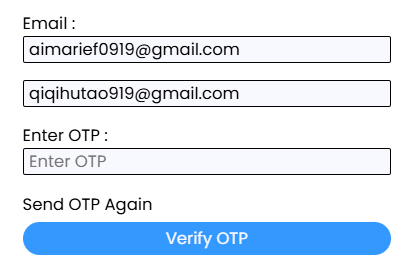 Email :
aimarief0919@gmail.com
qiqihutao919@gmail.com
Enter OTP :
Enter OTP
Send OTP Again
Verify OTP